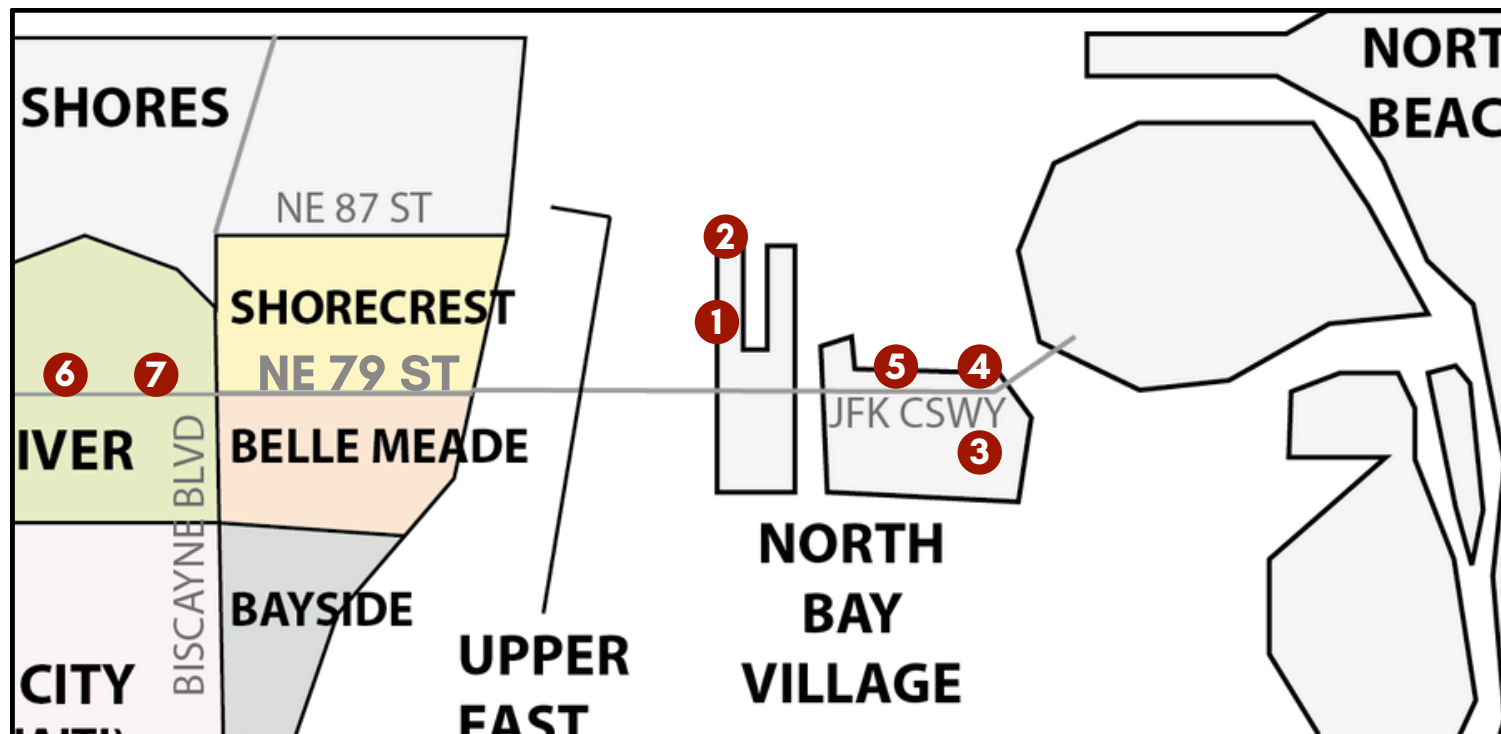 NORT
BEAC
SHORES
NE 87 ST
2
SHORECREST
1
NE 79 ST
6
7
5
4
JFK CSWY
3
IVER
BELLE MEADE
BISCAYNE BLVD
NORTH
BAY
VILLAGE
BAYSIDE
UPPER
EAST
CITY